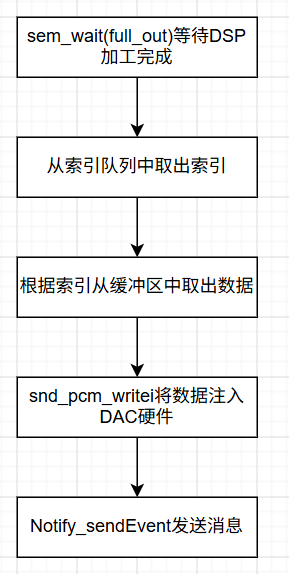 sem_wait(full_out)等待DSP
加工完成
从索引队列中取出索引
根据索引从缓冲区中取出数据
snd_pcm_writei将数据注入
DAC硬件
Notify_sendEvent发送消息